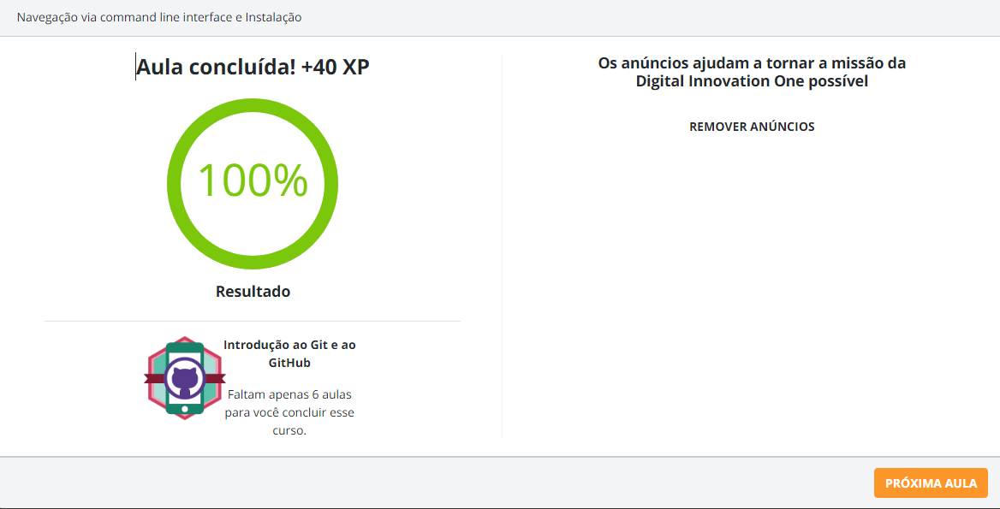 Navegação via command line interface e Instalação
Aula concluída! +40 XP
100%
Resultado
Introdução ao Git e ao
GitHub
Faltam apenas 6 aulas
para você concluir esse
curso.
Os anúncios ajudam a tornar a missão da
Digital Innovation One possível
REMOVER ANÚNCIOS
PRÓXIMA AULA